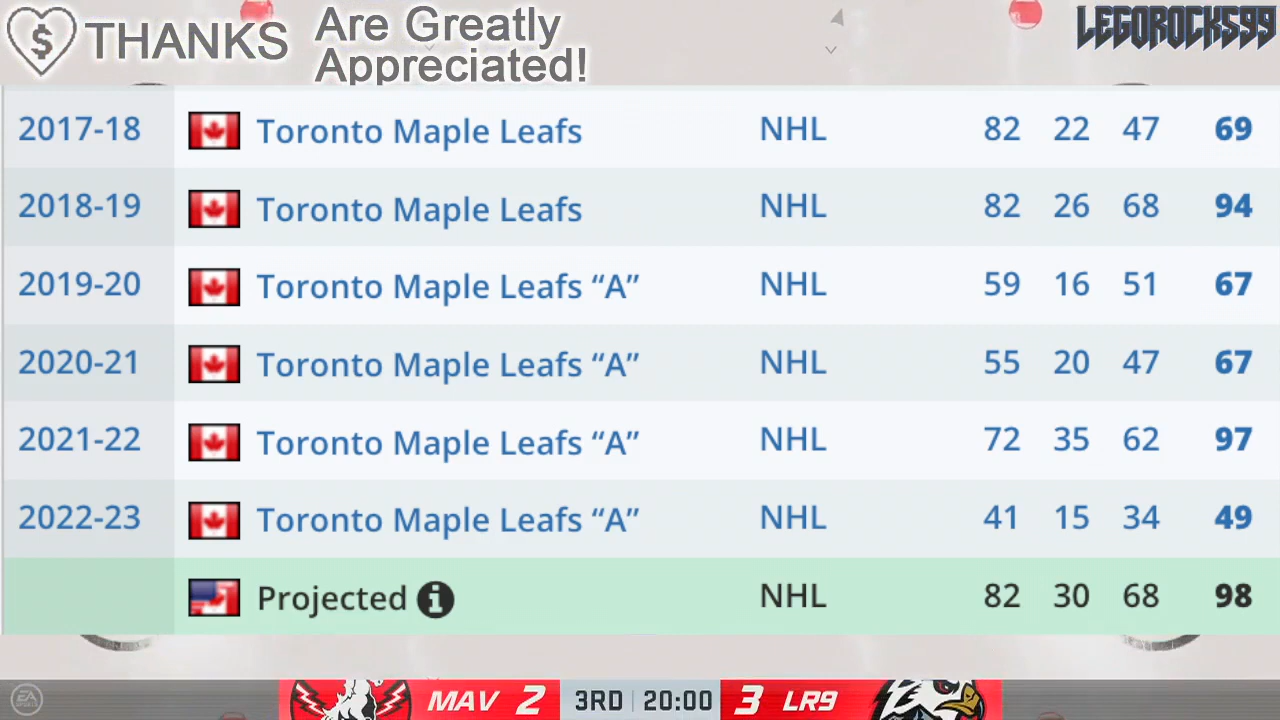 $ THANKS
Are Greatly
Appreciated!
LEGOROCKS99
2017-18 Toronto Maple Leafs NHL 82 22 47 69
2018-19 Toronto Maple Leafs NHL 82 26 68 94
2019-20 Toronto Maple Leafs “A” NHL 59 16 51 67
2020-21 Toronto Maple Leafs “A” NHL 55 20 47 67
2021-22 Toronto Maple Leafs “A” NHL 72 35 62 97
2022-23 Toronto Maple Leafs “A” NHL 41 15 34 49
Projected i NHL 82 30 68 98
EA SPORTS MAV 2 3RD 20:00 3 LR9